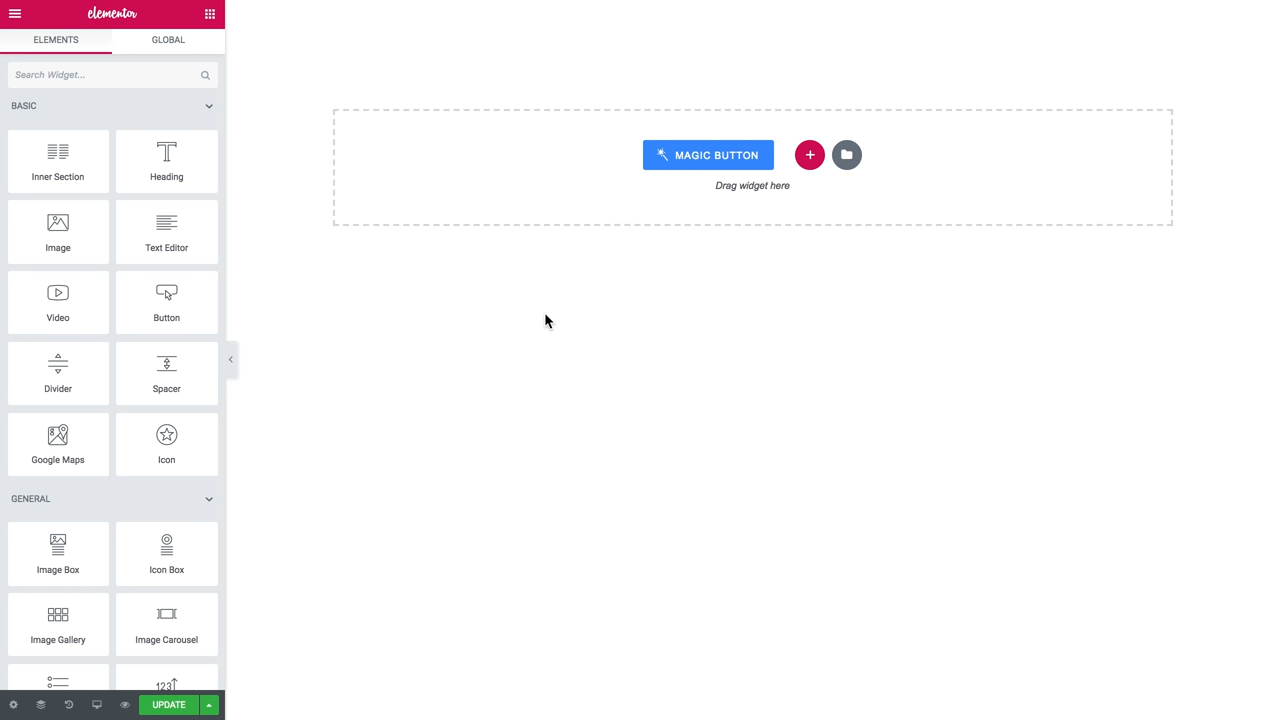 elementor
ELEMENTS GLOBAL
Search Widget...
BASIC
Inner Section Heading
Image Text Editor
Video Button
Divider Spacer
Google Maps Icon
GENERAL
Image Box Icon Box
Image Gallery Image Carousel
123
UPDATE
MAGIC BUTTON
Drag widget here